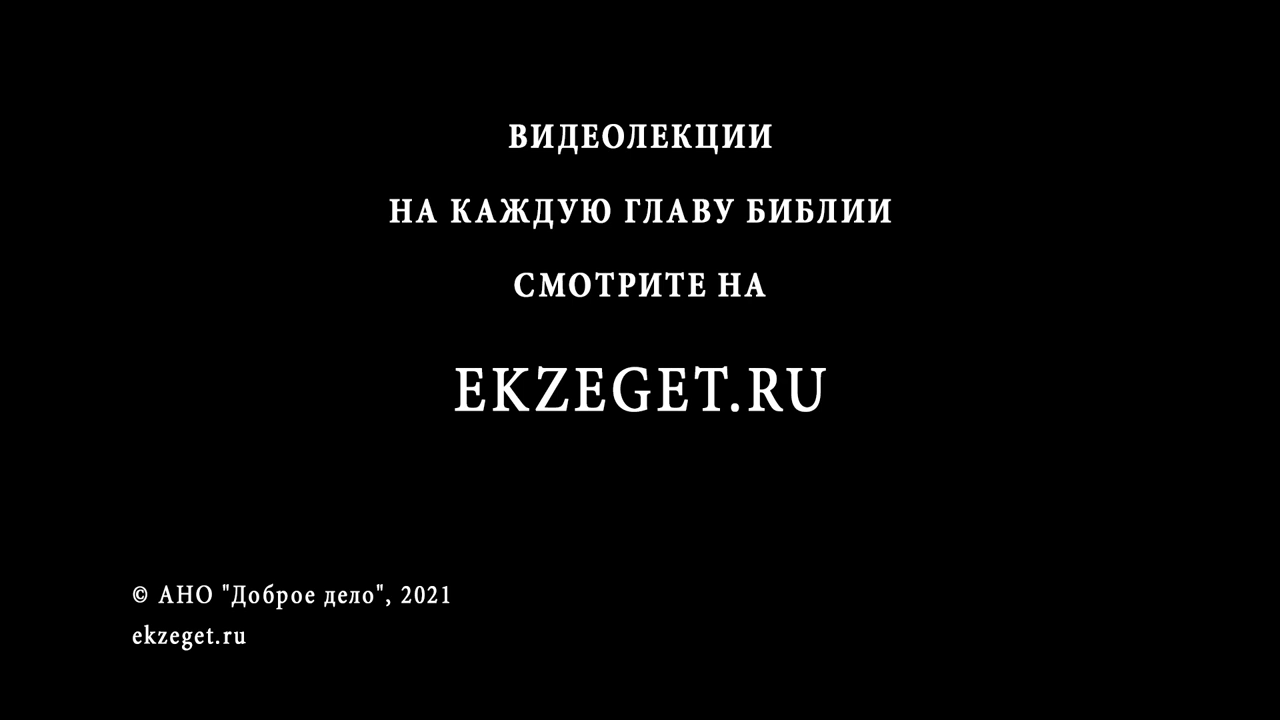 ВИДЕОЛЕКЦИИ
НА КАЖДУЮ ГЛАВУ БИБЛИИ
СМОТРИТЕ НА
EKZEGET.RU
© АНО "Доброе дело", 2021
ekzeget.ru